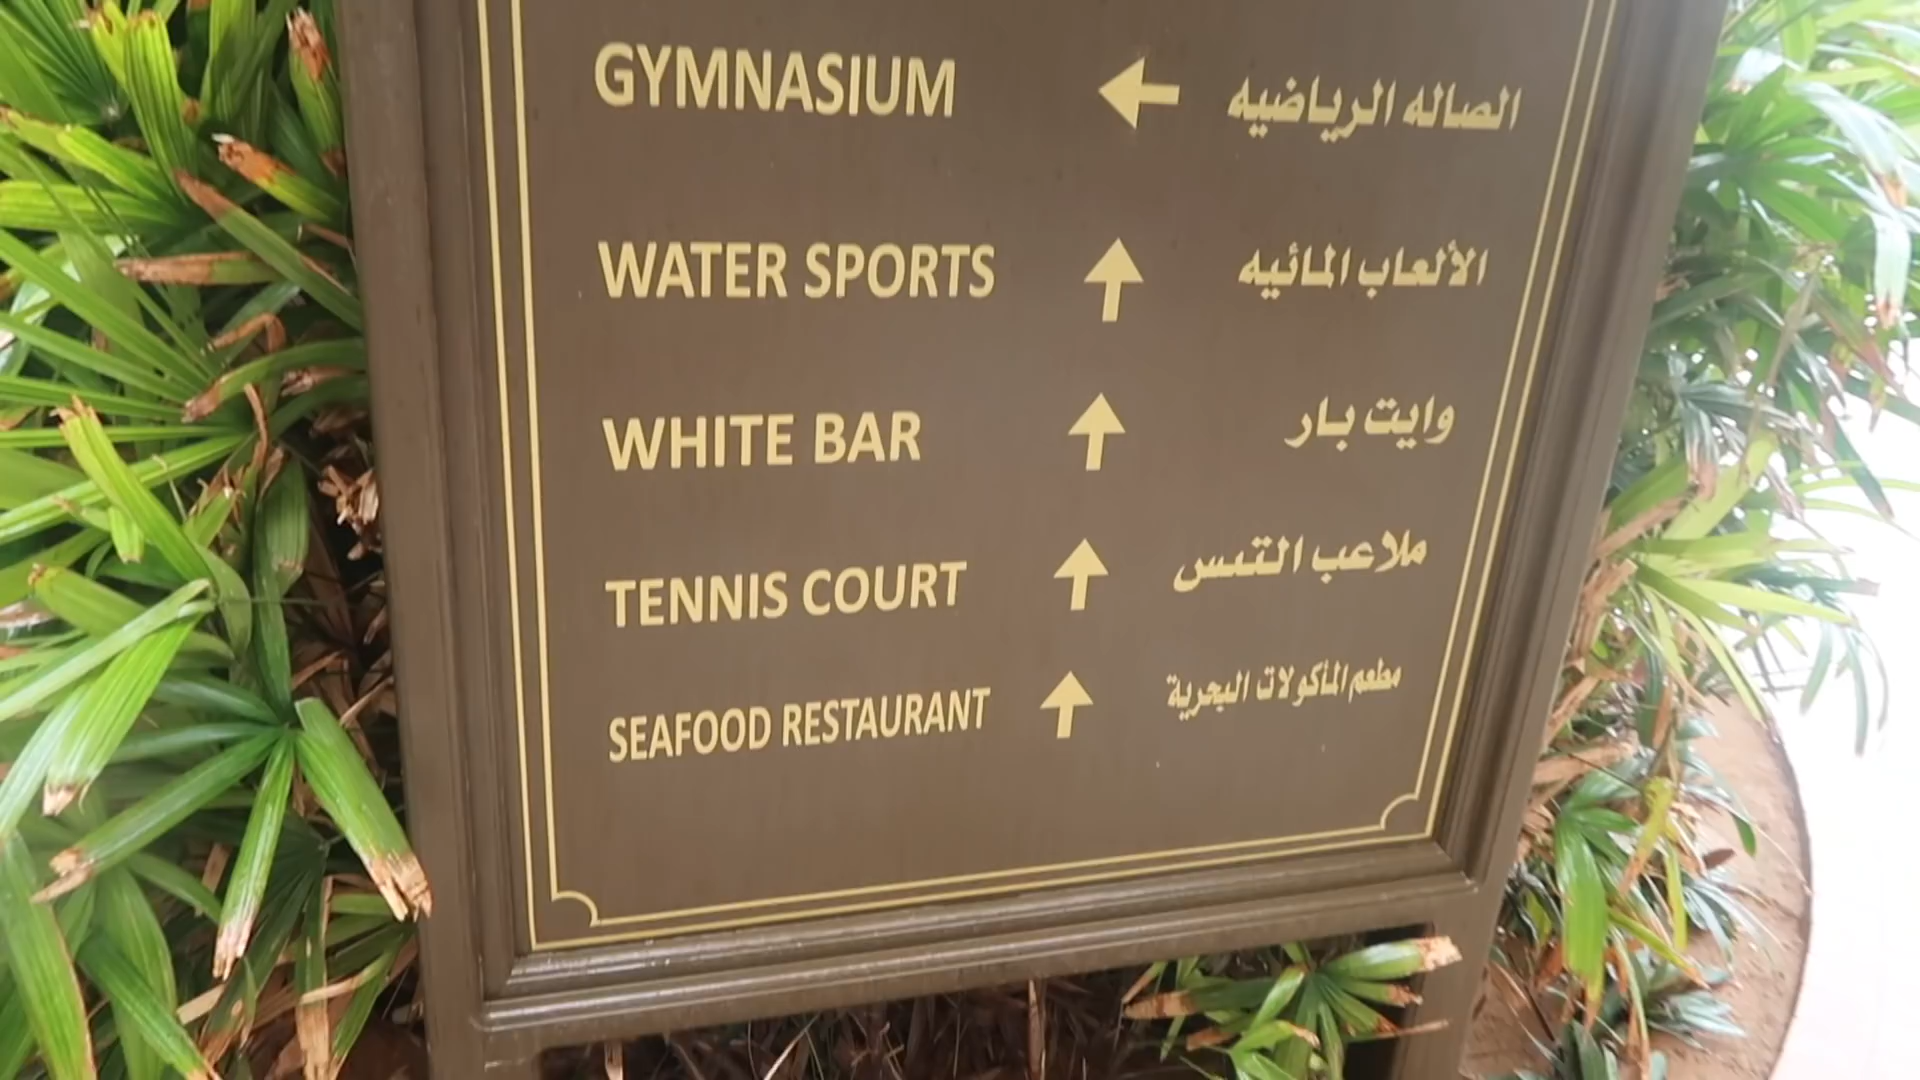 GYMNASIUM ← الصاله الرياضيه
WATER SPORTS ↑ الألعاب المائيه
WHITE BAR ↑ وايت بار
TENNIS COURT ↑ ملاعب التنس
SEAFOOD RESTAURANT ↑ مطعم المأكولات البحرية